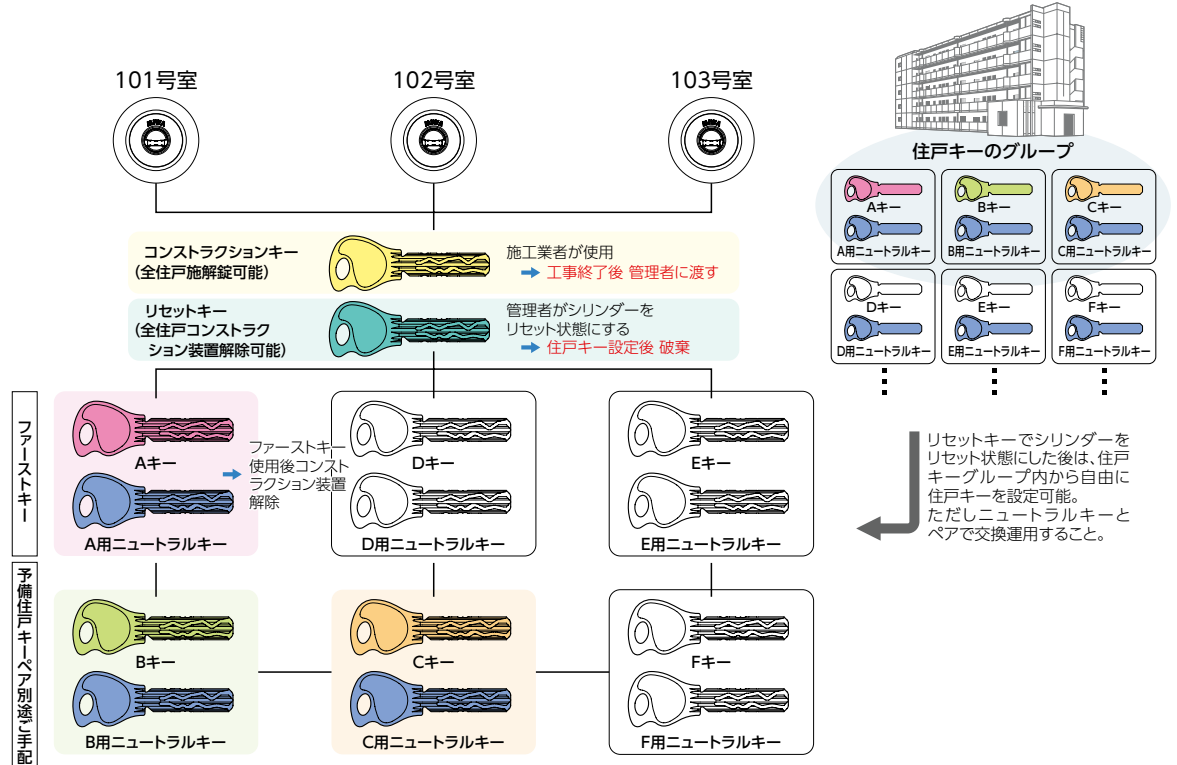 101号室
102号室
103号室
コンストラクションキー
（全住戸施解錠可能）
施工業者が使用
工事終了後 管理者に渡す
リセットキー
（全住戸コンストラク
ション装置解除可能）
管理者がシリンダーを
リセット状態にする
住戸キー設定後 破棄
ファーストキー
Aキー
A用ニュートラルキー
ファーストキー
使用後コンスト
ラクション装置
解除
Dキー
D用ニュートラルキー
Eキー
E用ニュートラルキー
予備住戸キーペア別途ご手配
Bキー
B用ニュートラルキー
Cキー
C用ニュートラルキー
Fキー
F用ニュートラルキー
住戸キーのグループ
Aキー
A用ニュートラルキー
Bキー
B用ニュートラルキー
Cキー
C用ニュートラルキー
Dキー
D用ニュートラルキー
Eキー
E用ニュートラルキー
Fキー
F用ニュートラルキー
リセットキーでシリンダーを
リセット状態にした後は、住戸
キーグループ内から自由に
住戸キーを設定可能。
ただしニュートラルキーと
ペアで交換運用すること。